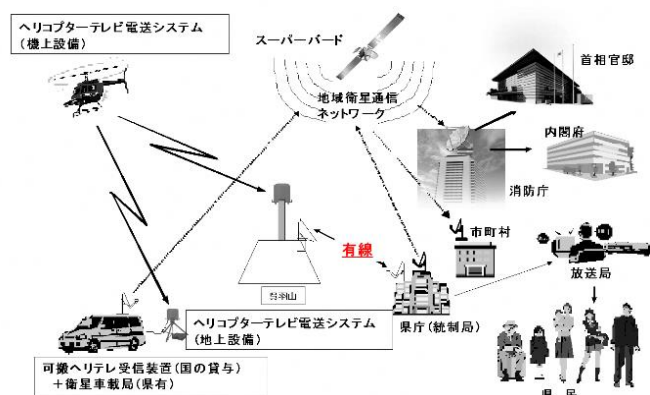 ヘリコプターテレビ電送システム
(機上設備)
スーパーバード
首相官邸
地域衛星通信
ネットワーク
内閣府
消防庁
市町村
有線
放送局
ヘリコプターテレビ電送システム
(地上設備)
県庁(統制局)
可搬ヘリテレ受信装置(国の貸与)
+衛星車載局(県有)
県 民